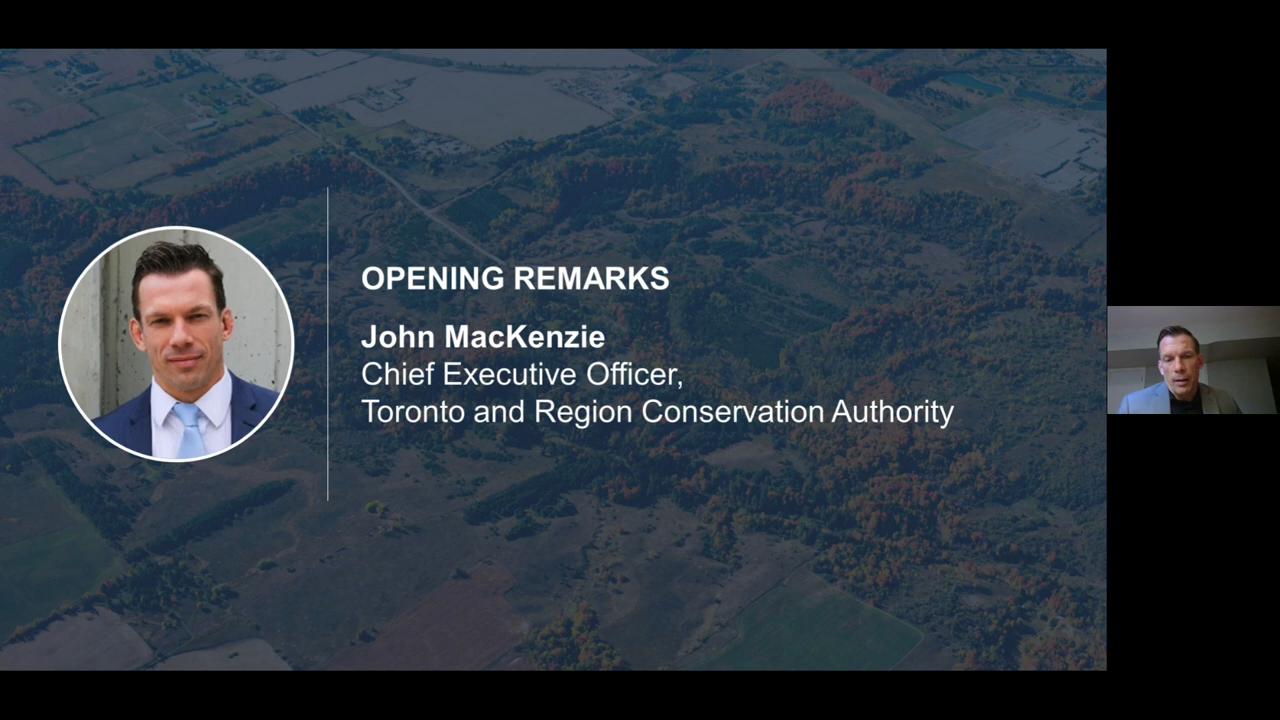 OPENING REMARKS
John MacKenzie
Chief Executive Officer,
Toronto and Region Conservation Authority